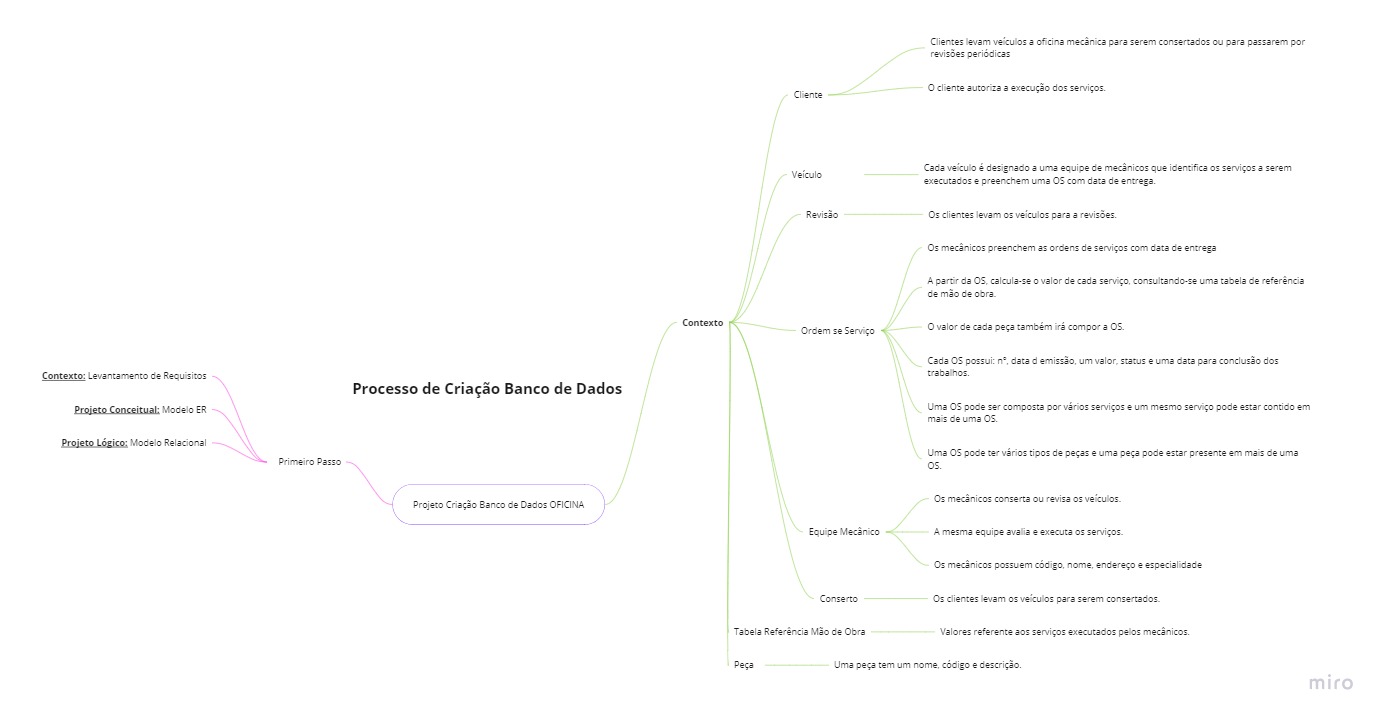 Processo de Criação Banco de Dados
Projeto Criação Banco de Dados OFICINA
Primeiro Passo
Contexto: Levantamento de Requisitos
Projeto Conceitual: Modelo ER
Projeto Lógico: Modelo Relacional
Contexto
Cliente
Clientes levam veículos a oficina mecânica para serem consertados ou para passarem por
revisões periódicas
O cliente autoriza a execução dos serviços.
Veículo
Cada veículo é designado a uma equipe de mecânicos que identifica os serviços a serem
executados e preenchem uma OS com data de entrega.
Revisão
Os clientes levam os veículos para a revisões.
Ordem se Serviço
Os mecânicos preenchem as ordens de serviços com data de entrega
A partir da OS, calcula-se o valor de cada serviço, consultando-se uma tabela de referência
de mão de obra.
O valor de cada peça também irá compor a OS.
Cada OS possui: n°, data d emissão, um valor, status e uma data para conclusão dos
trabalhos.
Uma OS pode ser composta por vários serviços e um mesmo serviço pode estar contido em
mais de uma OS.
Uma OS pode ter vários tipos de peças e uma peça pode estar presente em mais de uma
OS.
Equipe Mecânico
Os mecânicos conserta ou revisa os veículos.
A mesma equipe avalia e executa os serviços.
Os mecânicos possuem código, nome, endereço e especialidade
Conserto
Os clientes levam os veículos para serem consertados.
Tabela Referência Mão de Obra
Valores referente aos serviços executados pelos mecânicos.
Peça
Uma peça tem um nome, código e descrição.
miro